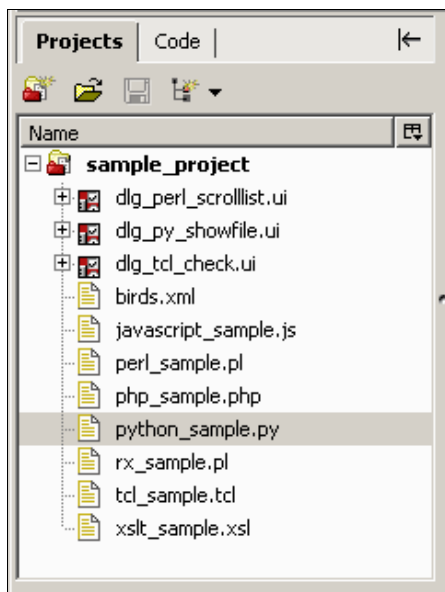 Projects Code
Name
sample_project
dlg_perl_scrolllist.ui
dlg_py_showfile.ui
dlg_tcl_check.ui
birds.xml
javascript_sample.js
perl_sample.pl
php_sample.php
python_sample.py
rx_sample.pl
tcl_sample.tcl
xslt_sample.xsl